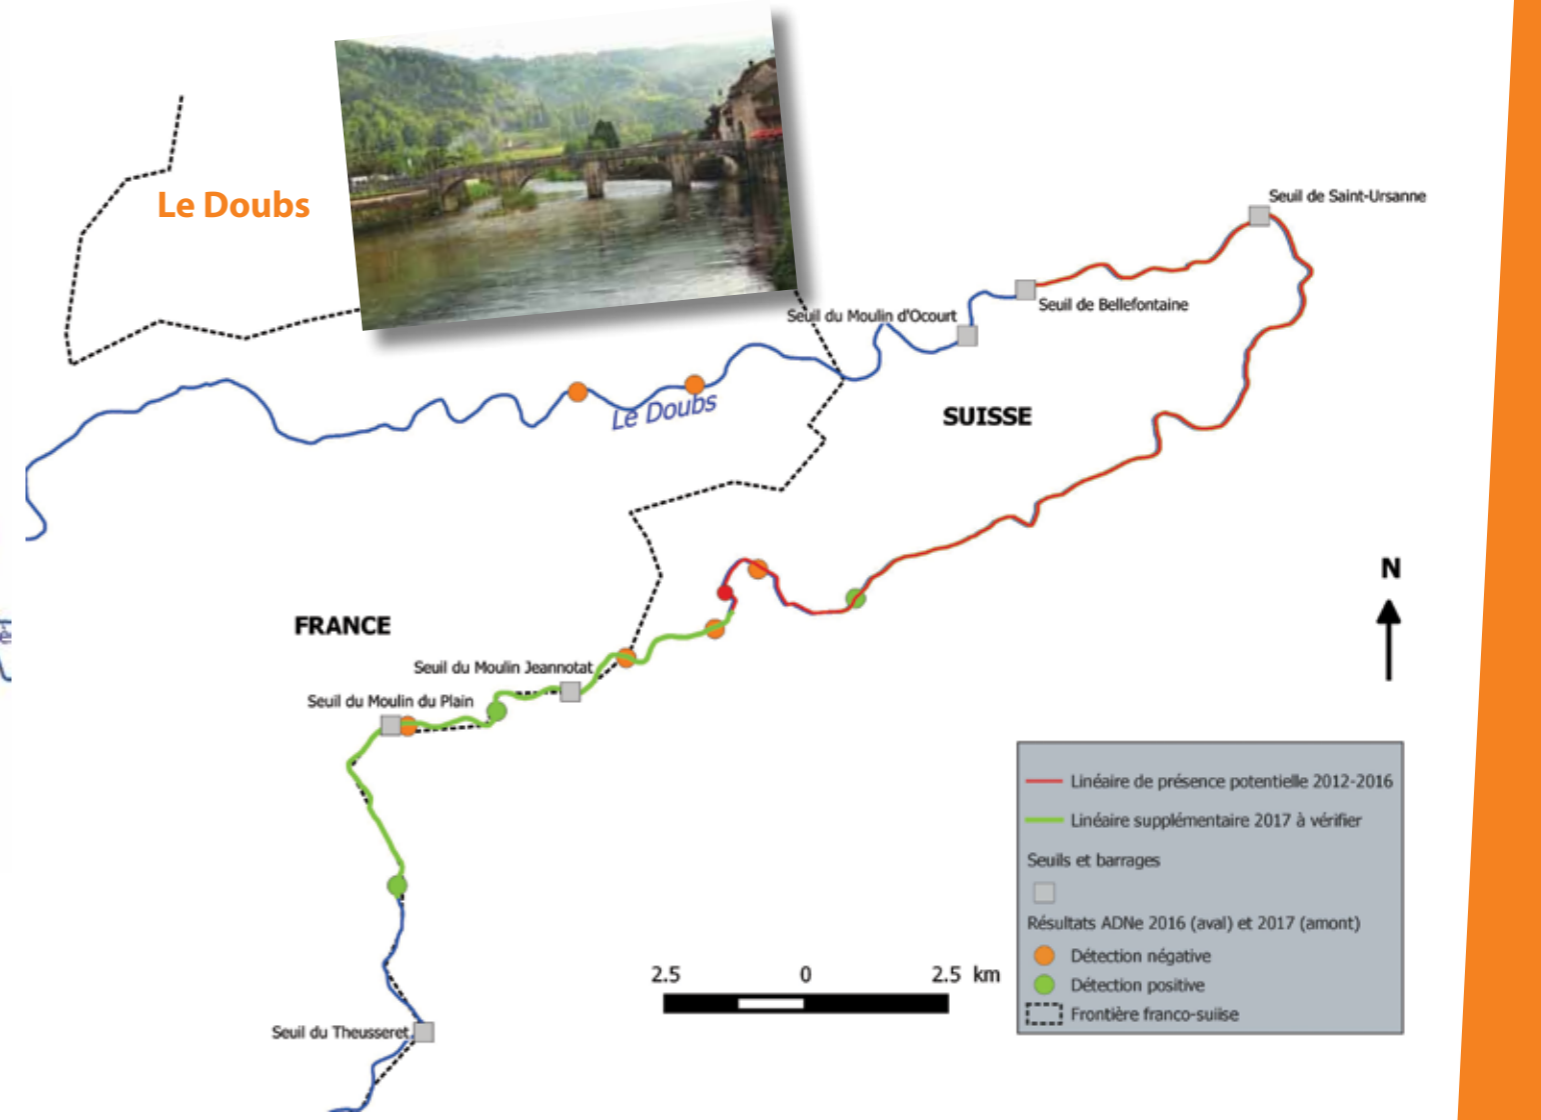 Le Doubs
Seuil de Saint-Ursanne
Seuil de Bellefontaine
Seuil du Moulin d'Ocourt
Le Doubs
SUISSE
FRANCE
N
Seuil du Moulin Jeannotat
Seuil du Moulin du Plain
Seuil du Theusseret
2.5 0 2.5 km
Linéaire de présence potentielle 2012-2016
Linéaire supplémentaire 2017 à vérifier
Seuils et barrages
Résultats ADNe 2016 (aval) et 2017 (amont)
Détection négative
Détection positive
Frontière franco-suiise